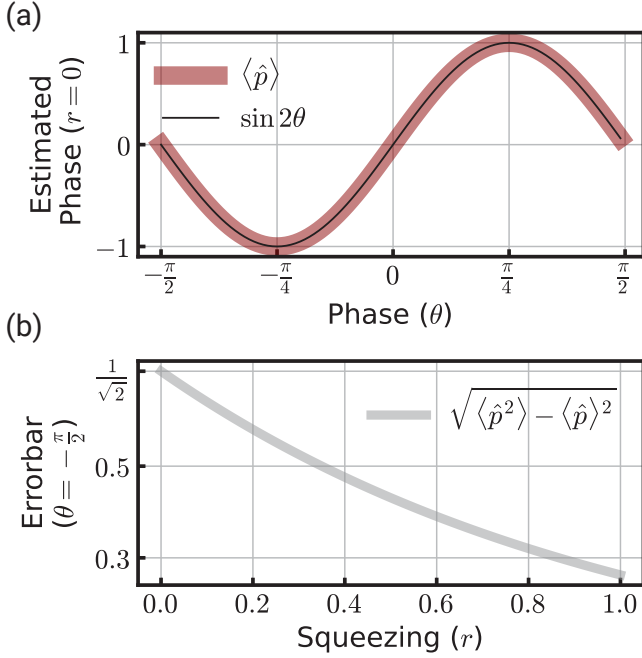 (a)
Estimated
Phase (r = 0)
1
0
−1
⟨p̂⟩
sin 2θ
−π/2
−π/4
0
π/4
π/2
Phase (θ)
(b)
Errorbar
(θ = −π/2)
1/√2
0.5
0.3
√⟨p̂²⟩ − ⟨p̂⟩²
0.0
0.2
0.4
0.6
0.8
1.0
Squeezing (r)